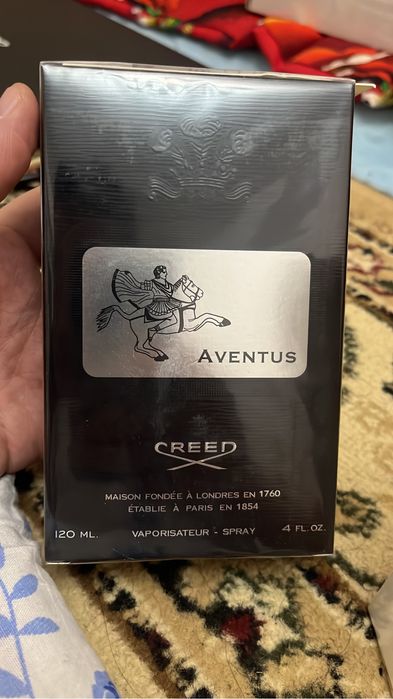 AVENTUS
CREED
MAISON FONDÉE À LONDRES EN 1760
ÉTABLIE À PARIS EN 1854
120 ML. VAPORISATEUR - SPRAY 4 FL.OZ.